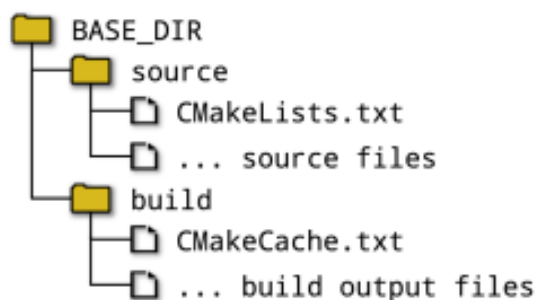 BASE_DIR
source
CMakeLists.txt
... source files
build
CMakeCache.txt
... build output files